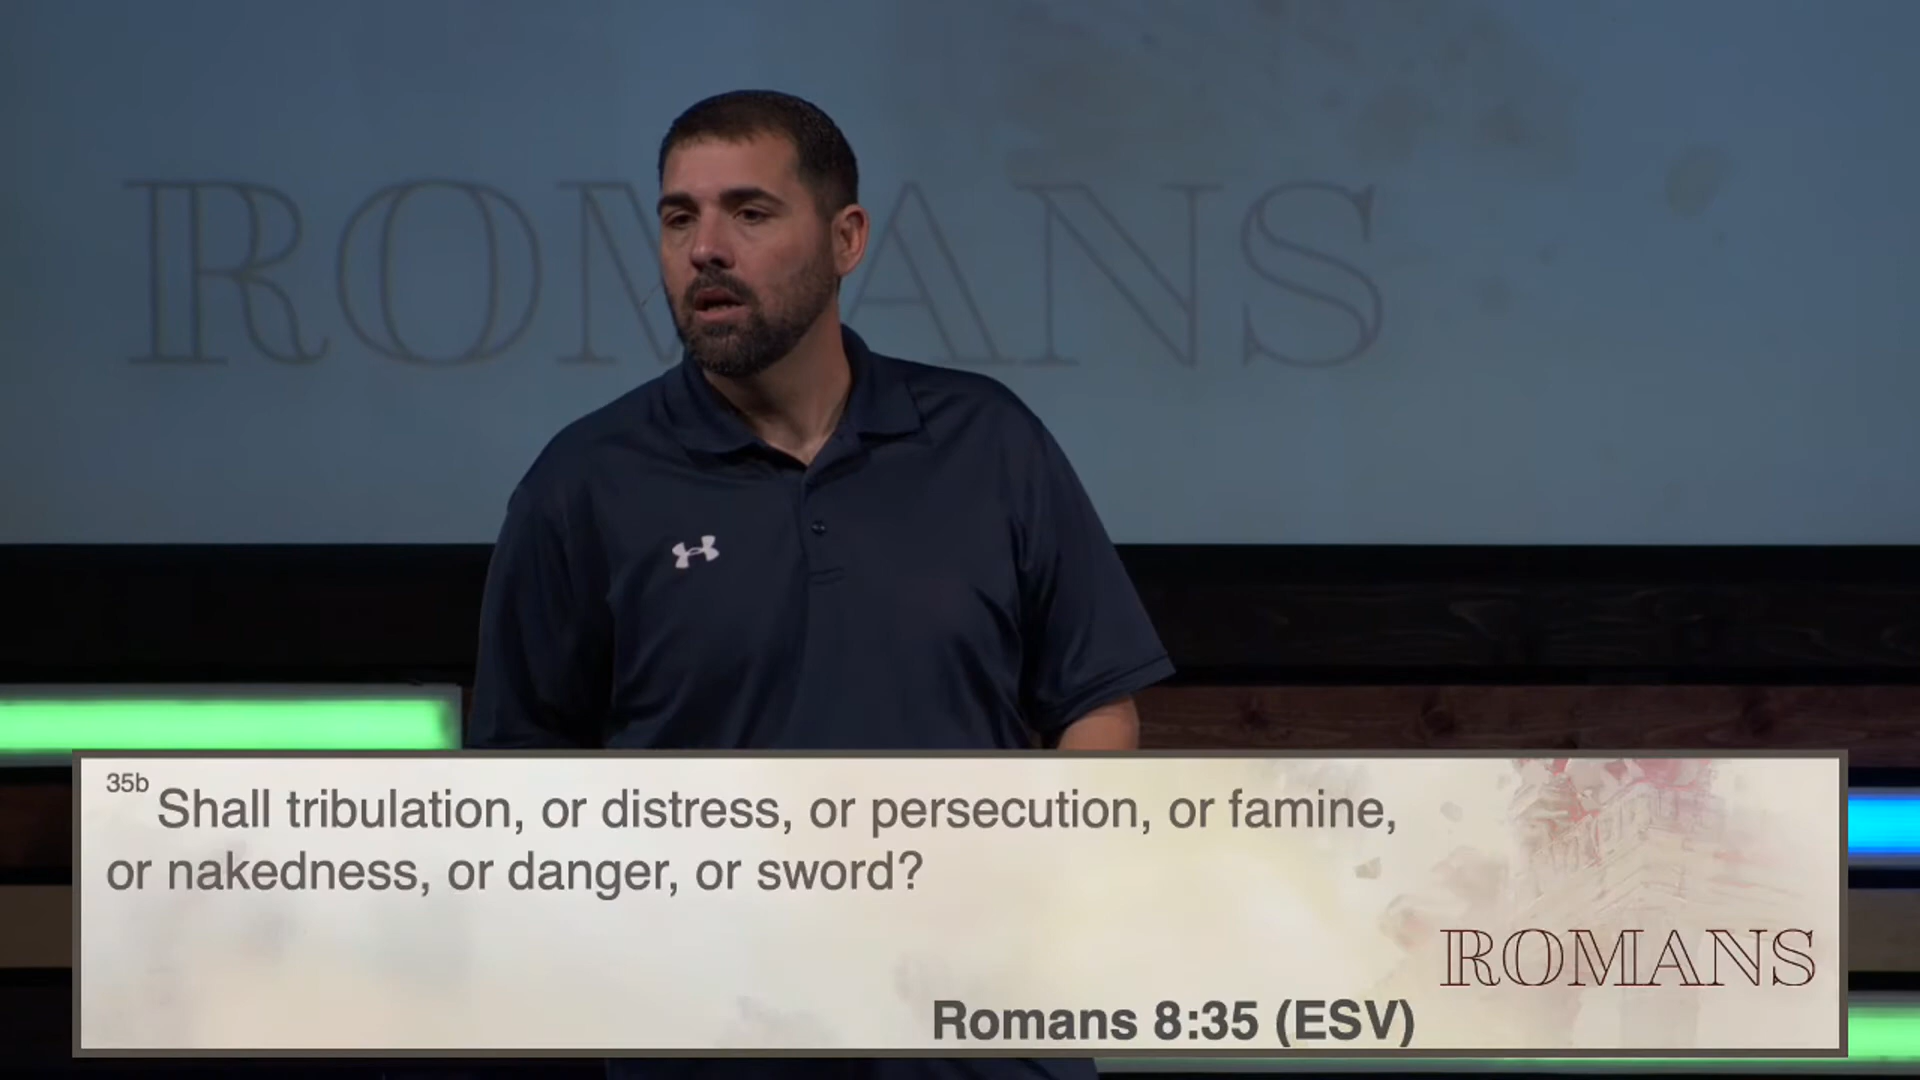 ROMANS
35b Shall tribulation, or distress, or persecution, or famine,
or nakedness, or danger, or sword?
ROMANS
Romans 8:35 (ESV)